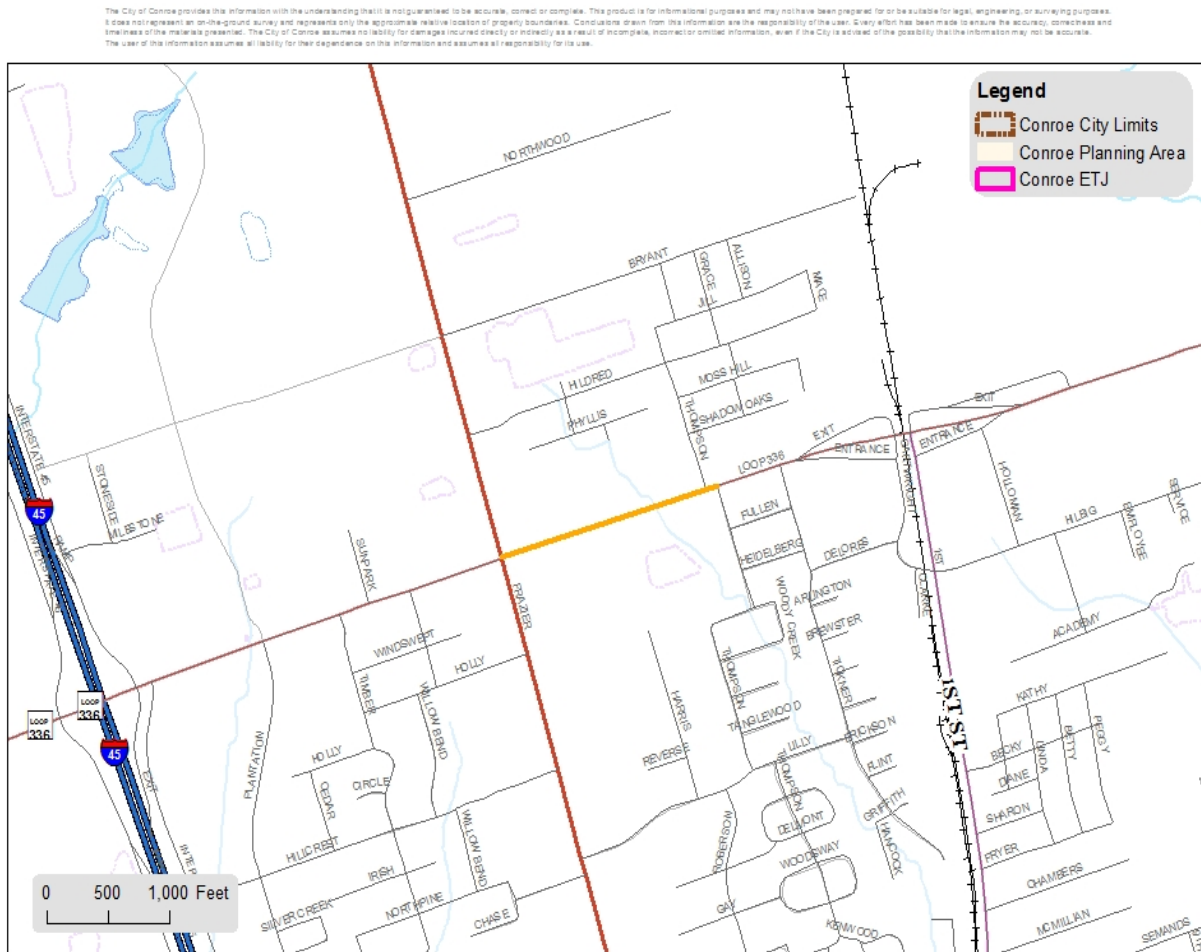 The City of Conroe provides this information with the understanding that it is not guaranteed to be accurate, correct or complete. This product is for informational purposes and may not have been prepared for or be suitable for legal, engineering, or surveying purposes.
It does not represent an on-the-ground survey and represents only the approximate relative location of property boundaries. Conclusions drawn from this information are the responsibility of the user. Every effort has been made to ensure the accuracy, correctness and
timeliness of the materials presented. The City of Conroe assumes no liability for damages incurred directly or indirectly as a result of incomplete, incorrect or omitted information, even if the City is advised of the possibility that the information may not be accurate.
The user of this information assumes all liability for their dependence on this information and assumes all responsibility for its use.
Legend
Conroe City Limits
Conroe Planning Area
Conroe ETJ
NORTHWOOD
BRYANT
GRACE
ALLISON
MACE
JILL
MOSS HILL
HILDRED
SHADOW OAKS
PHYLLIS
THOMPSON
EXIT
EXIT
ENTRANCE
ENTRANCE
LOOP 336
CARTWRIGHT
HOLLOMAN
INTERSTATE 45
STONESIDE
MILESTONE
45
SUNPARK
FRAZIER
FULLEN
HEIDELBERG
DELORES
1ST
HILBIG
EMPLOYEE
SERVICE
CLARKE
ARLINGTON
WOODY CREEK
BREWSTER
ACADEMY
WINDSWEPT
HOLLY
TIMBER
WILLOW BEND
HARRIS
THOMPSON
TICKNER
1ST ST
KATHY
LOOP
336
LOOP
336
45
TANGLEWOOD
ERICKSON
BECKY
LINDA
BETTY
PEGGY
REVERSE
LILLY
HOLLY
CIRCLE
CEDAR
PLANTATION
EXIT
THOMPSON
FLINT
DANE
GRIFFITH
SHARON
DELMONT
HANCOCK
ROBERSON
WOODSWAY
FRYER
HILLCREST
WILLOW BEND
IRISH
CHAMBERS
NORTHPINE
SILVER CREEK
CHASE
GAY
KENWOOD
MCMILLIAN
SEMANDS
0 500 1,000 Feet